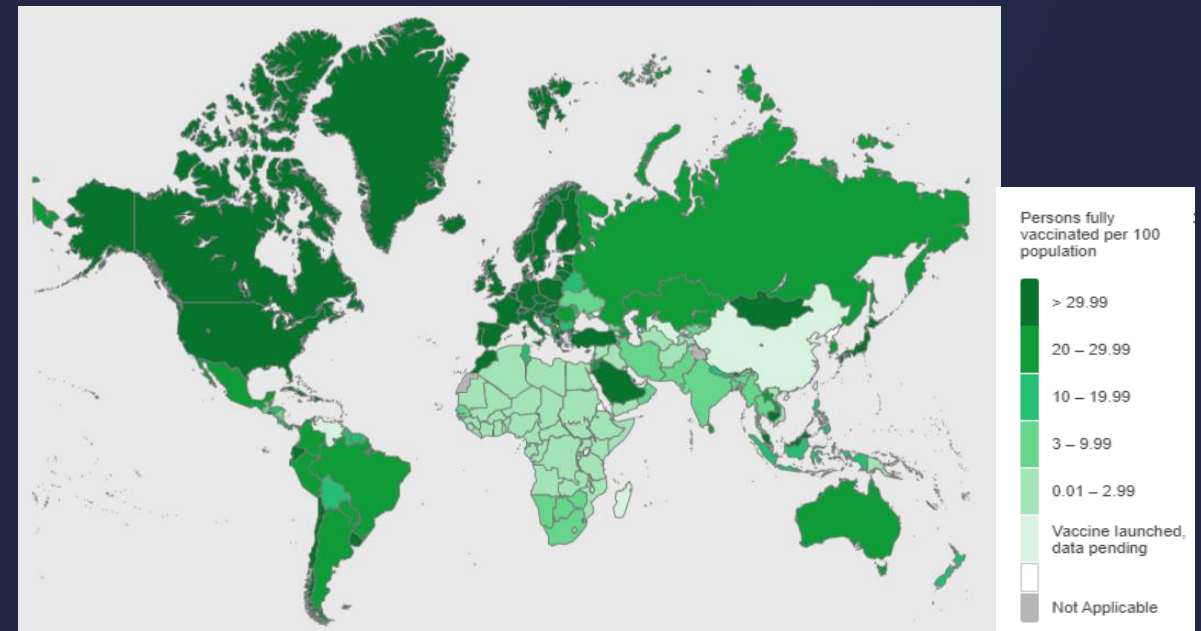 Persons fully
vaccinated per 100
population
> 29.99
20 – 29.99
10 – 19.99
3 – 9.99
0.01 – 2.99
Vaccine launched,
data pending
Not Applicable